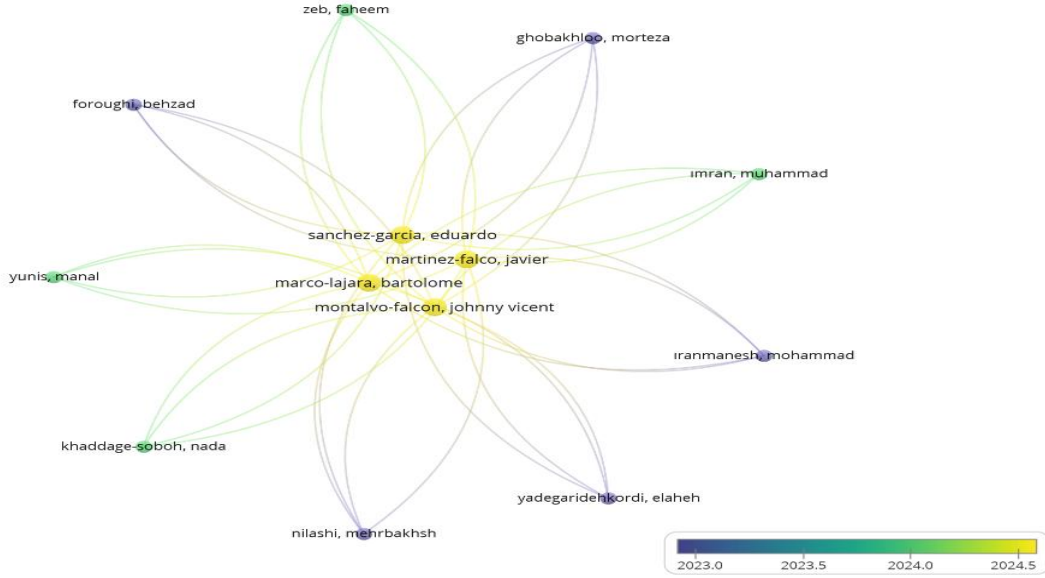 zeb, faheem
ghobakhloo, morteza
foroughi, behzad
ımran, muhammad
sanchez-garcia, eduardo
martinez-falco, javier
yunis, manal
marco-lajara, bartolome
montalvo-falcon, johnny vicent
ıranmanesh, mohammad
khaddage-soboh, nada
yadegaridehkordi, elaheh
nilashi, mehrbakhsh
2023.0 2023.5 2024.0 2024.5